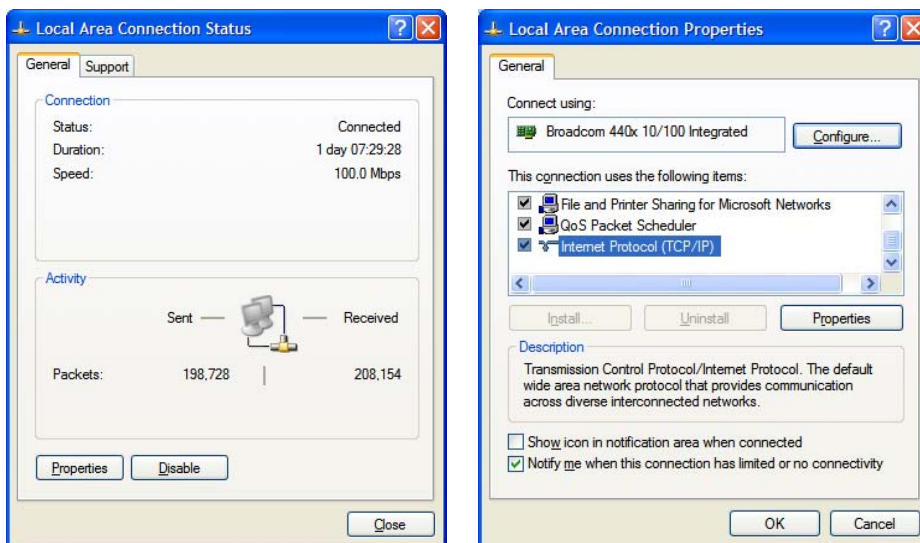 Local Area Connection Status
General Support
Connection
Status: Connected
Duration: 1 day 07:29:28
Speed: 100.0 Mbps
Activity
Sent — — Received
Packets: 198,728 | 208,154
Properties Disable
Close
Local Area Connection Properties
General
Connect using:
Broadcom 440x 10/100 Integrated
Configure...
This connection uses the following items:
File and Printer Sharing for Microsoft Networks
QoS Packet Scheduler
Internet Protocol (TCP/IP)
Install... Uninstall Properties
Description
Transmission Control Protocol/Internet Protocol. The default
wide area network protocol that provides communication
across diverse interconnected networks.
Show icon in notification area when connected
Notify me when this connection has limited or no connectivity
OK Cancel